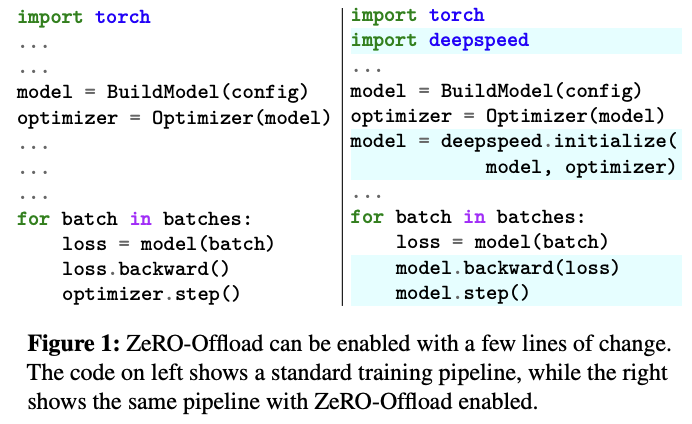 import torch
...
...
model = BuildModel(config)
optimizer = Optimizer(model)
...
...
...
for batch in batches:
    loss = model(batch)
    loss.backward()
    optimizer.step()
import torch
import deepspeed
...
model = BuildModel(config)
optimizer = Optimizer(model)
model = deepspeed.initialize(
            model, optimizer)
...
for batch in batches:
    loss = model(batch)
    model.backward(loss)
    model.step()
Figure 1: ZeRO-Offload can be enabled with a few lines of change.
The code on left shows a standard training pipeline, while the right
shows the same pipeline with ZeRO-Offload enabled.